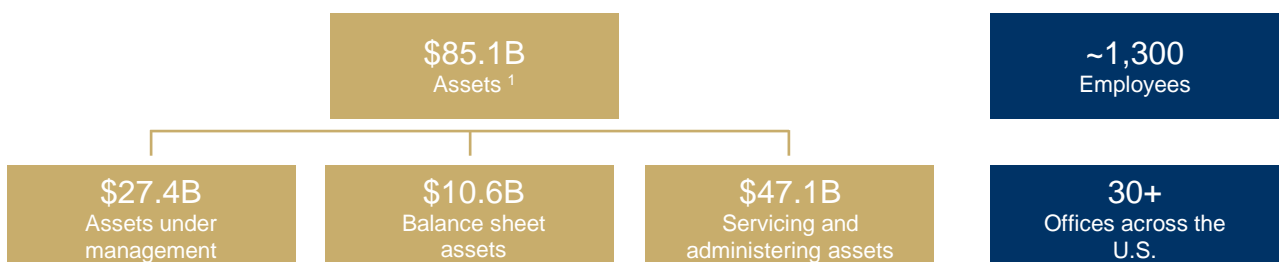 $85.1B
Assets 1
~1,300
Employees
$27.4B
Assets under
management
$10.6B
Balance sheet
assets
$47.1B
Servicing and
administering assets
30+
Offices across the
U.S.